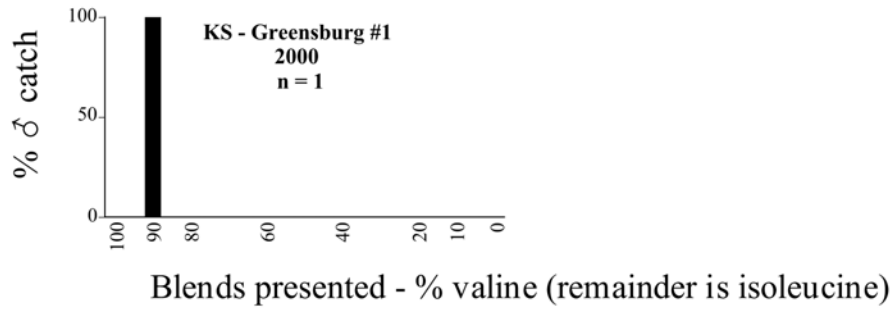 100
50
0
% ♂ catch
KS - Greensburg #1
2000
n = 1
100 90 80 60 40 20 10 0
Blends presented - % valine (remainder is isoleucine)